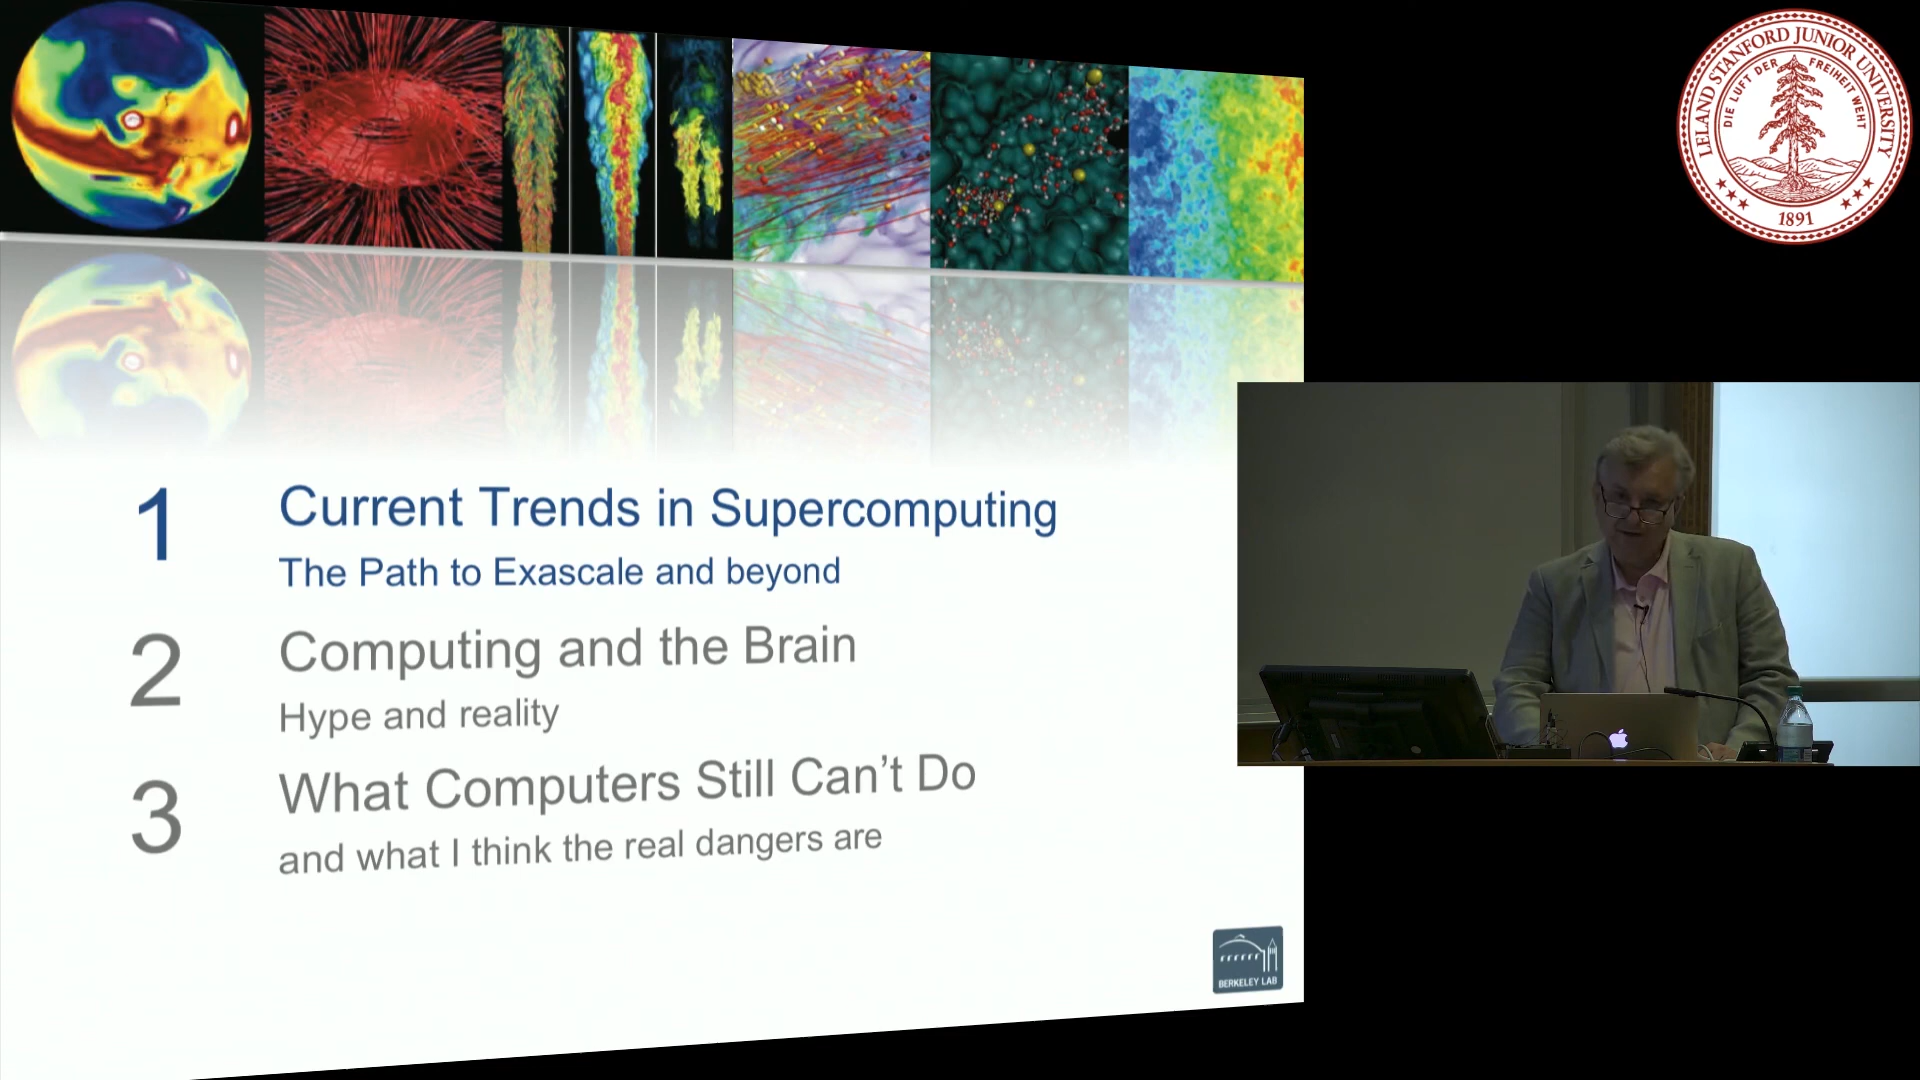 1
Current Trends in Supercomputing
The Path to Exascale and beyond
2
Computing and the Brain
Hype and reality
3
What Computers Still Can’t Do
and what I think the real dangers are
BERKELEY LAB
LELAND STANFORD JUNIOR UNIVERSITY
DIE LUFT DER FREIHEIT WEHT
1891